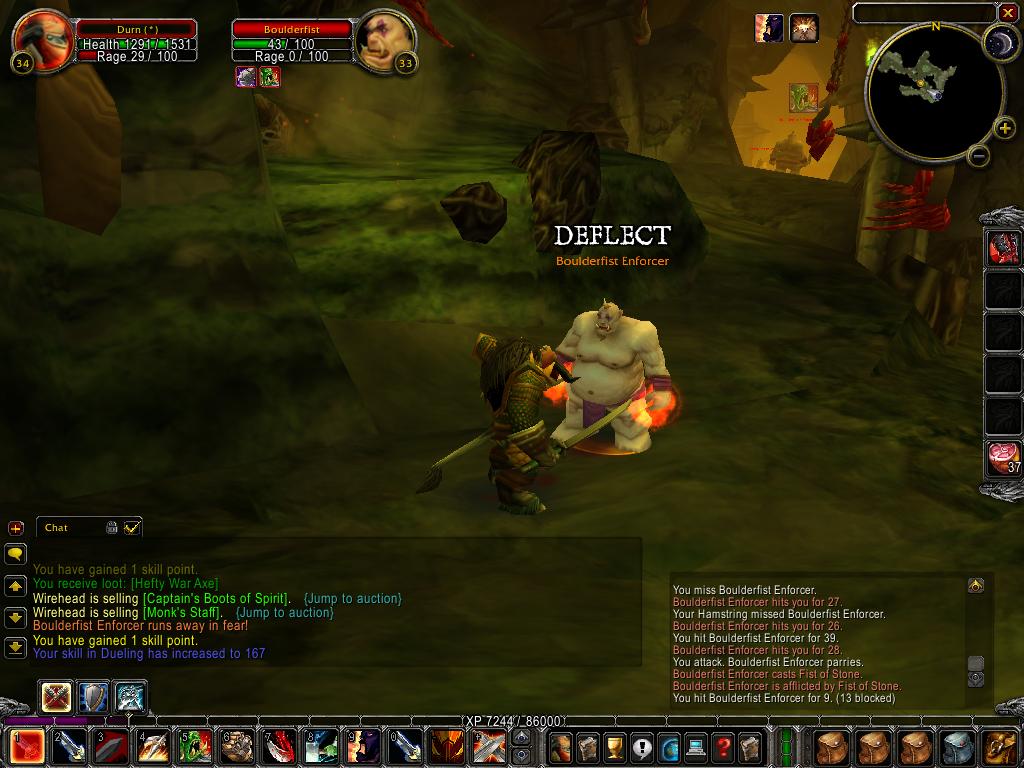 Durn (*)
Health 1291 / 1531
Rage 29 / 100
34
Boulderfist
43 / 100
Rage 0 / 100
33
N
DEFLECT
Boulderfist Enforcer
37
Chat
You have gained 1 skill point.
You receive loot: [Hefty War Axe]
Wirehead is selling [Captain's Boots of Spirit]. {Jump to auction}
Wirehead is selling [Monk's Staff]. {Jump to auction}
Boulderfist Enforcer runs away in fear!
You have gained 1 skill point.
Your skill in Dueling has increased to 167
You miss Boulderfist Enforcer.
Boulderfist Enforcer hits you for 27.
Your Hamstring missed Boulderfist Enforcer.
Boulderfist Enforcer hits you for 26.
You hit Boulderfist Enforcer for 39.
Boulderfist Enforcer hits you for 28.
You attack. Boulderfist Enforcer parries.
Boulderfist Enforcer casts Fist of Stone.
Boulderfist Enforcer is afflicted by Fist of Stone.
You hit Boulderfist Enforcer for 9. (13 blocked)
XP 7244 / 86000
1 2 3 4 5 6 7 8 9 0